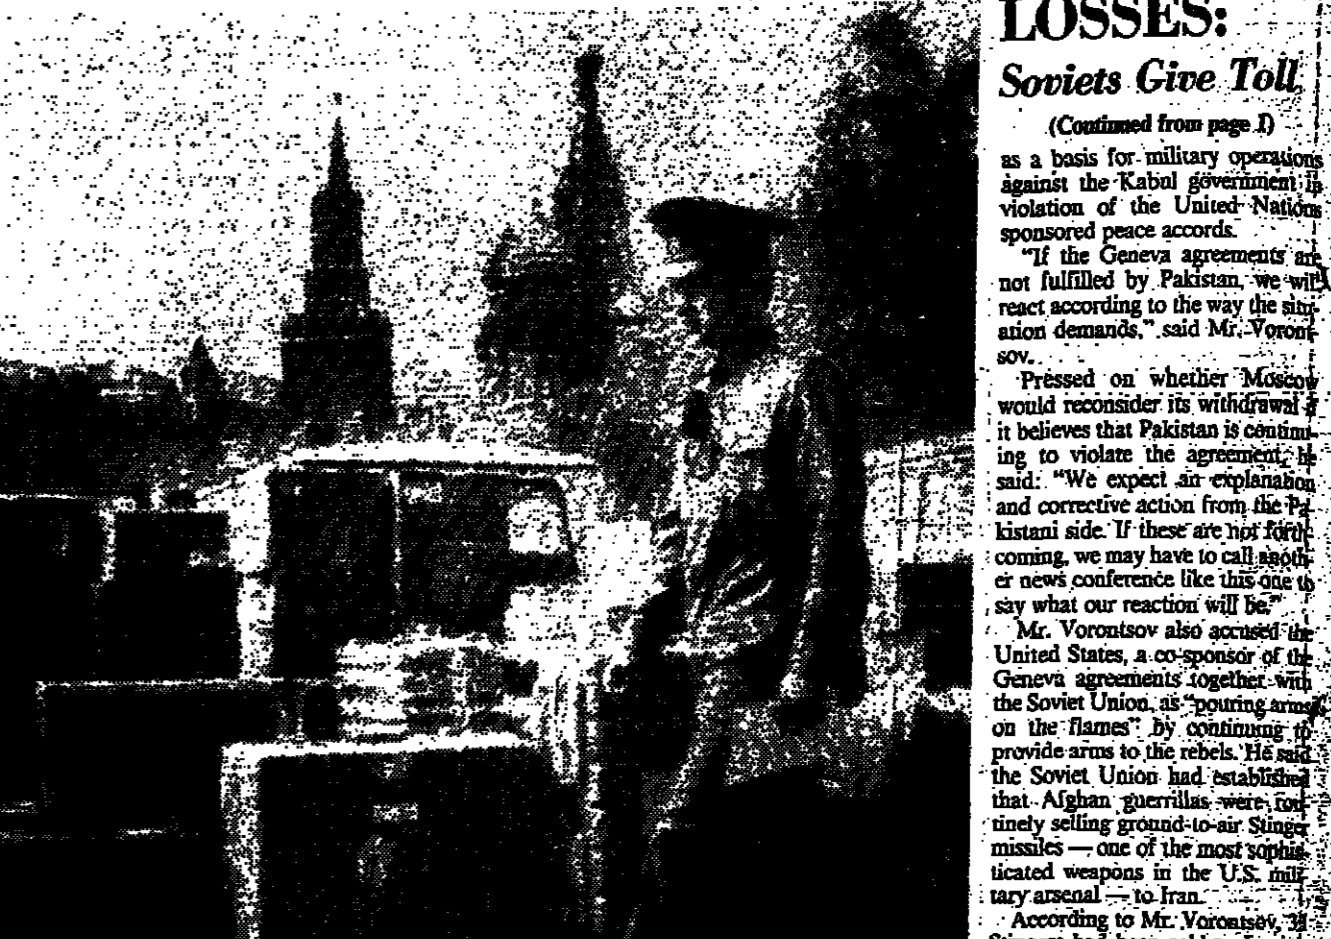 LOSSES:
Soviets Give Toll
(Continued from page 1)
as a basis for military operations
against the Kabul government in
violation of the United Nations
sponsored peace accords.
"If the Geneva agreements are
not fulfilled by Pakistan, we will
react according to the way the situ-
ation demands," said Mr. Voront-
sov.
Pressed on whether Moscow
would reconsider its withdrawal if
it believes that Pakistan is continu-
ing to violate the agreement, he
said: "We expect an explanation
and corrective action from the Pa-
kistani side. If these are not forth-
coming, we may have to call anoth-
er news conference like this one to
say what our reaction will be."
Mr. Vorontsov also accused the
United States, a co-sponsor of the
Geneva agreements together with
the Soviet Union, as "pouring arms
on the flames" by continuing to
provide arms to the rebels. He said
the Soviet Union had established
that Afghan guerrillas were rou-
tinely selling ground-to-air Stinger
missiles — one of the most sophis-
ticated weapons in the U.S. mili-
tary arsenal — to Iran.
According to Mr. Vorontsov,